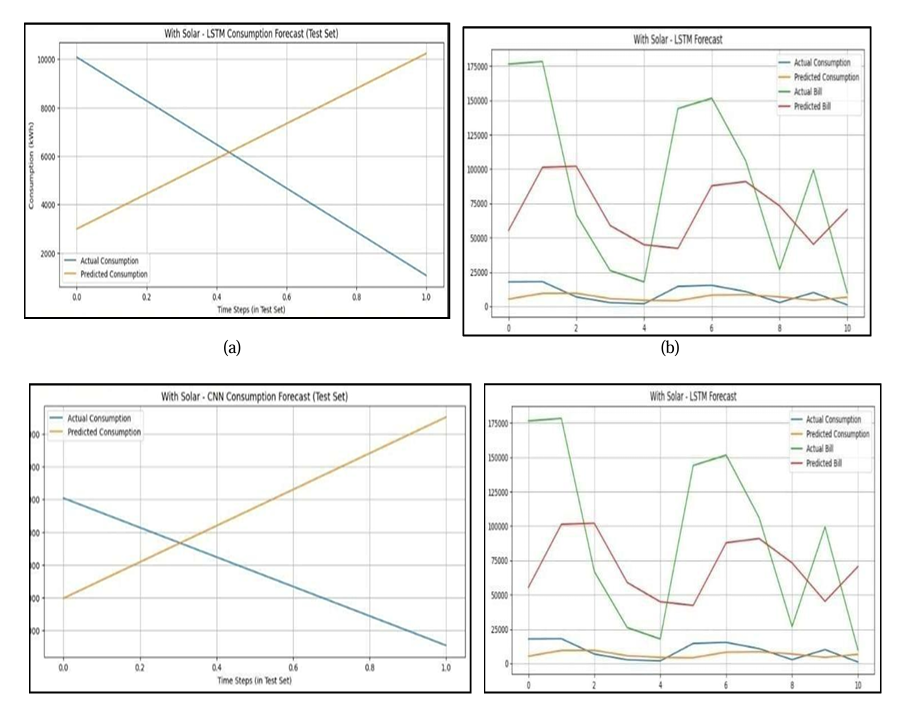 With Solar - LSTM Consumption Forecast (Test Set)
Consumption (kWh)
10000
8000
6000
4000
2000
Actual Consumption
Predicted Consumption
0.0 0.2 0.4 0.6 0.8 1.0
Time Steps (in Test Set)
(a)
With Solar - LSTM Forecast
175000
150000
125000
100000
75000
50000
25000
0
Actual Consumption
Predicted Consumption
Actual Bill
Predicted Bill
0 2 4 6 8 10
(b)
With Solar - CNN Consumption Forecast (Test Set)
Actual Consumption
Predicted Consumption
0.0 0.2 0.4 0.6 0.8 1.0
Time Steps (in Test Set)
With Solar - LSTM Forecast
175000
150000
125000
100000
75000
50000
25000
0
Actual Consumption
Predicted Consumption
Actual Bill
Predicted Bill
0 2 4 6 8 10